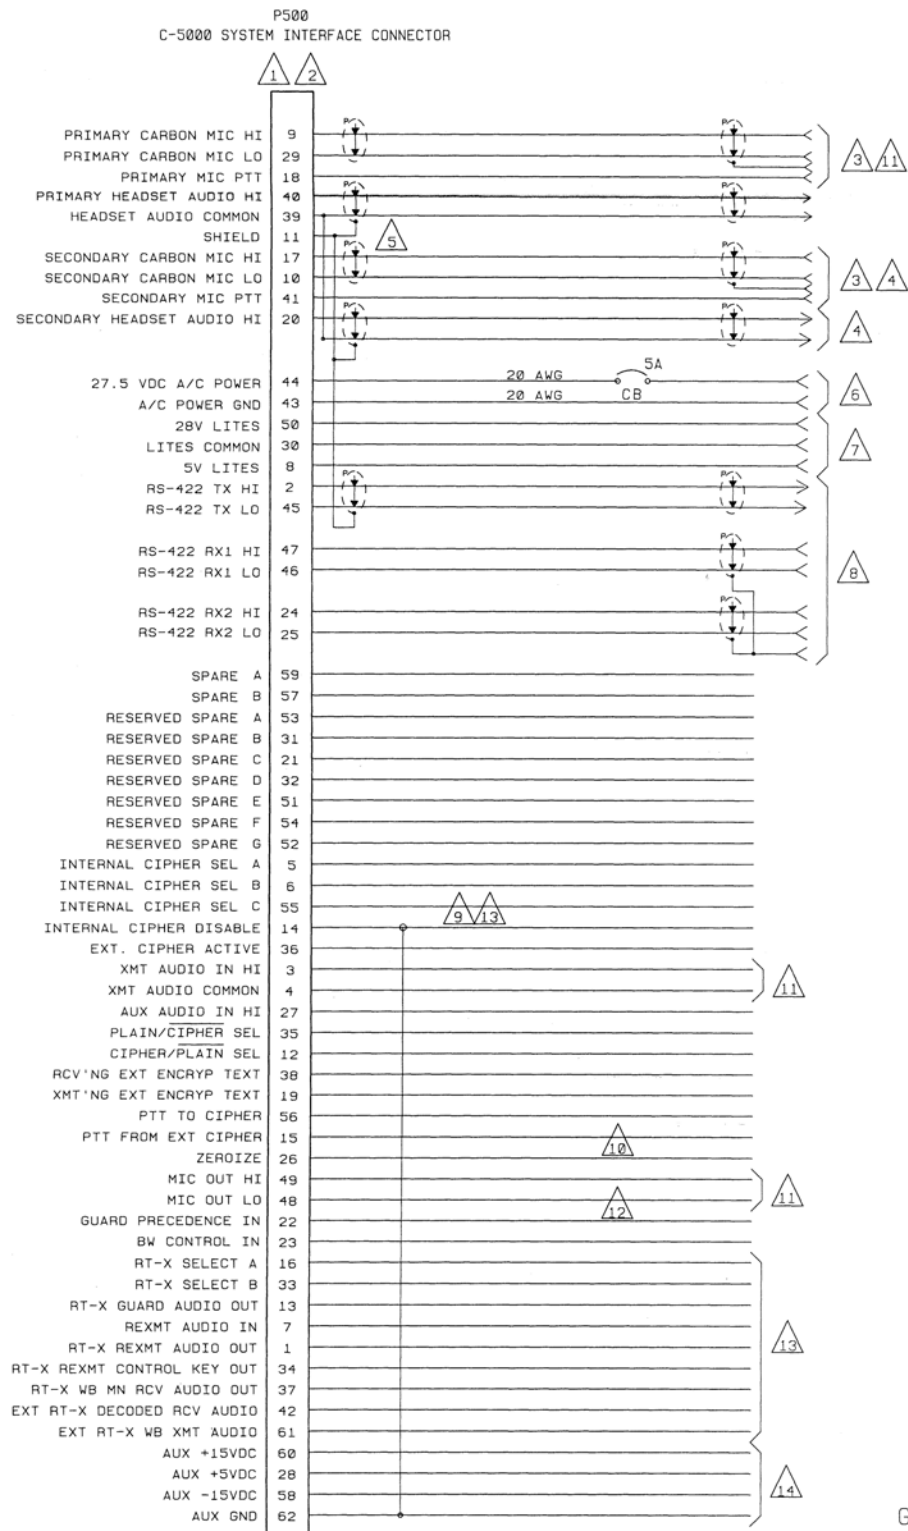 P500
C-5000 SYSTEM INTERFACE CONNECTOR
1 2
PRIMARY CARBON MIC HI 9
PRIMARY CARBON MIC LO 29
3 11
PRIMARY MIC PTT 18
PRIMARY HEADSET AUDIO HI 40
HEADSET AUDIO COMMON 39
SHIELD 11
5
SECONDARY CARBON MIC HI 17
SECONDARY CARBON MIC LO 10
3 4
SECONDARY MIC PTT 41
SECONDARY HEADSET AUDIO HI 20
4
5A
27.5 VDC A/C POWER 44 20 AWG
6
A/C POWER GND 43 20 AWG CB
28V LITES 50
LITES COMMON 30
7
5V LITES 8
RS-422 TX HI 2
RS-422 TX LO 45
RS-422 RX1 HI 47
RS-422 RX1 LO 46
8
RS-422 RX2 HI 24
RS-422 RX2 LO 25
SPARE A 59
SPARE B 57
RESERVED SPARE A 53
RESERVED SPARE B 31
RESERVED SPARE C 21
RESERVED SPARE D 32
RESERVED SPARE E 51
RESERVED SPARE F 54
RESERVED SPARE G 52
INTERNAL CIPHER SEL A 5
INTERNAL CIPHER SEL B 6
INTERNAL CIPHER SEL C 55
9 13
INTERNAL CIPHER DISABLE 14
EXT. CIPHER ACTIVE 36
XMT AUDIO IN HI 3
11
XMT AUDIO COMMON 4
AUX AUDIO IN HI 27
PLAIN/CIPHER SEL 35
CIPHER/PLAIN SEL 12
RCV'NG EXT ENCRYP TEXT 38
XMT'NG EXT ENCRYP TEXT 19
PTT TO CIPHER 56
PTT FROM EXT CIPHER 15
10
ZEROIZE 26
MIC OUT HI 49
11
MIC OUT LO 48
12
GUARD PRECEDENCE IN 22
BW CONTROL IN 23
RT-X SELECT A 16
RT-X SELECT B 33
RT-X GUARD AUDIO OUT 13
REXMT AUDIO IN 7
13
RT-X REXMT AUDIO OUT 1
RT-X REXMT CONTROL KEY OUT 34
RT-X WB MN RCV AUDIO OUT 37
EXT RT-X DECODED RCV AUDIO 42
EXT RT-X WB XMT AUDIO 61
AUX +15VDC 60
AUX +5VDC 28
14
AUX -15VDC 58
AUX GND 62